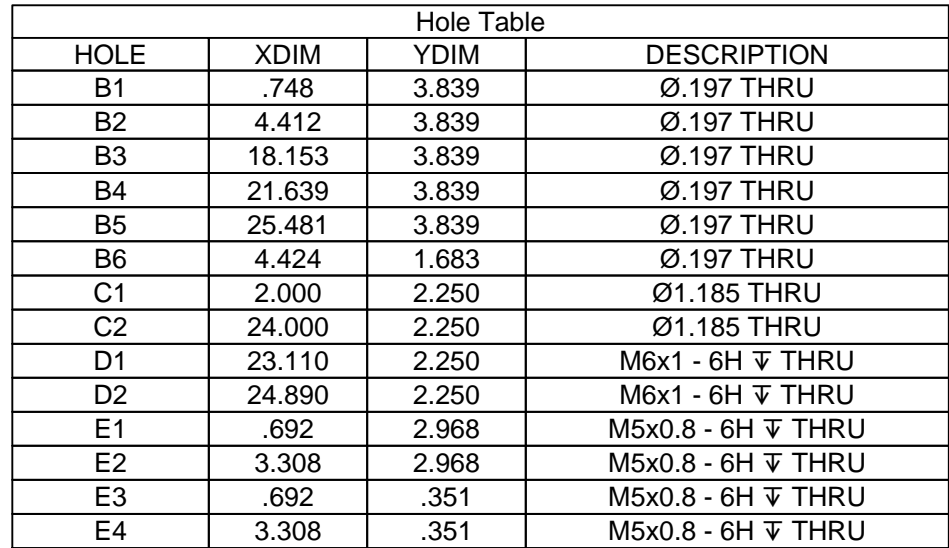 Hole Table
HOLE XDIM YDIM DESCRIPTION
B1 .748 3.839 Ø.197 THRU
B2 4.412 3.839 Ø.197 THRU
B3 18.153 3.839 Ø.197 THRU
B4 21.639 3.839 Ø.197 THRU
B5 25.481 3.839 Ø.197 THRU
B6 4.424 1.683 Ø.197 THRU
C1 2.000 2.250 Ø1.185 THRU
C2 24.000 2.250 Ø1.185 THRU
D1 23.110 2.250 M6x1 - 6H ↧ THRU
D2 24.890 2.250 M6x1 - 6H ↧ THRU
E1 .692 2.968 M5x0.8 - 6H ↧ THRU
E2 3.308 2.968 M5x0.8 - 6H ↧ THRU
E3 .692 .351 M5x0.8 - 6H ↧ THRU
E4 3.308 .351 M5x0.8 - 6H ↧ THRU